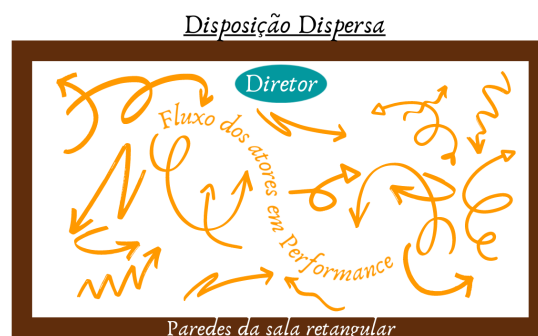 Disposição Dispersa
Diretor
Fluxo dos atores em Performance
Paredes da sala retangular